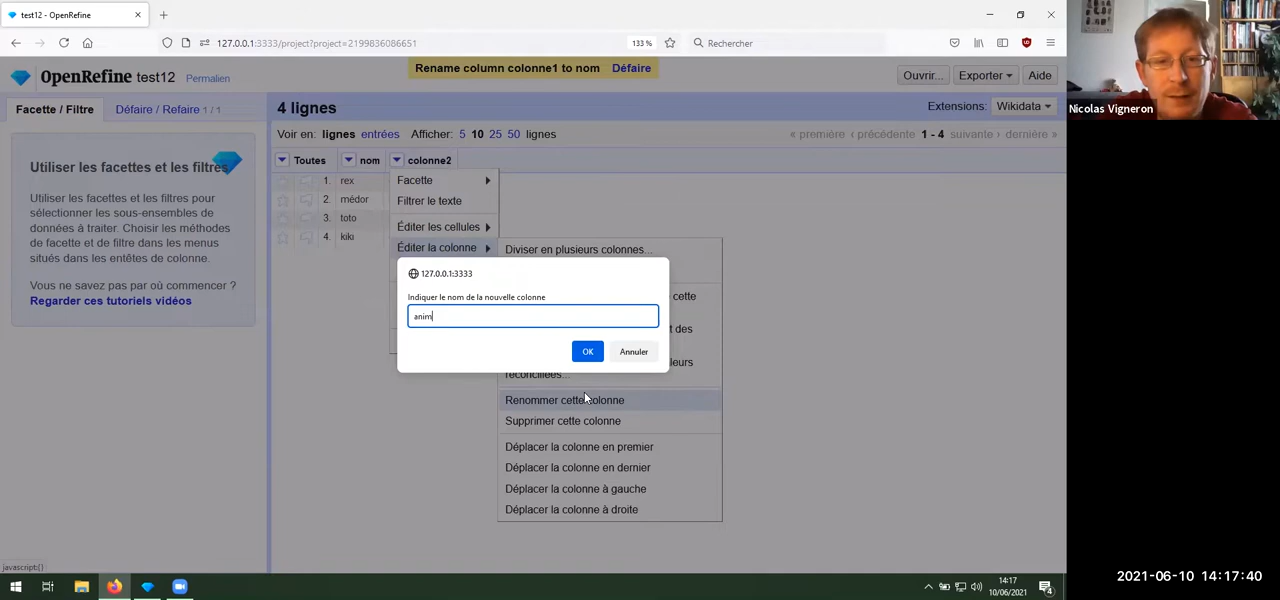 test12 - OpenRefine
127.0.0.1:3333/project?project=2199836086651
133 %
Rechercher
OpenRefine test12 Permalien
Rename column colonne1 to nom Défaire
Ouvrir...
Exporter
Aide
Facette / Filtre
Défaire / Refaire 1 / 1
4 lignes
Extensions: Wikidata
Voir en: lignes entrées Afficher: 5 10 25 50 lignes
« première ‹ précédente 1 - 4 suivante › dernière »
Toutes
nom
colonne2
1. rex
2. médor
3. toto
4. kiki
Utiliser les facettes et les filtres
Utiliser les facettes et les filtres pour
sélectionner les sous-ensembles de
données à traiter. Choisir les méthodes
de facette et de filtre dans les menus
situés dans les entêtes de colonne.
Vous ne savez pas par où commencer ?
Regarder ces tutoriels vidéos
Facette
Filtrer le texte
Éditer les cellules
Éditer la colonne
Diviser en plusieurs colonnes...
cette
t des
leurs
réconciliées...
Renommer cette colonne
Supprimer cette colonne
Déplacer la colonne en premier
Déplacer la colonne en dernier
Déplacer la colonne à gauche
Déplacer la colonne à droite
127.0.0.1:3333
Indiquer le nom de la nouvelle colonne
anim
OK
Annuler
javascript:{}
14:17
10/06/2021
4
Nicolas Vigneron
2021-06-10 14:17:40